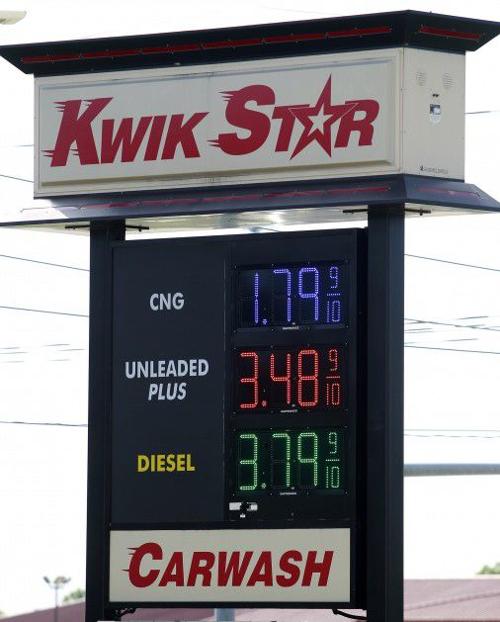 KWIK STAR
CNG 1.79 9/10
UNLEADED PLUS 3.48 9/10
DIESEL 3.79 9/10
CARWASH